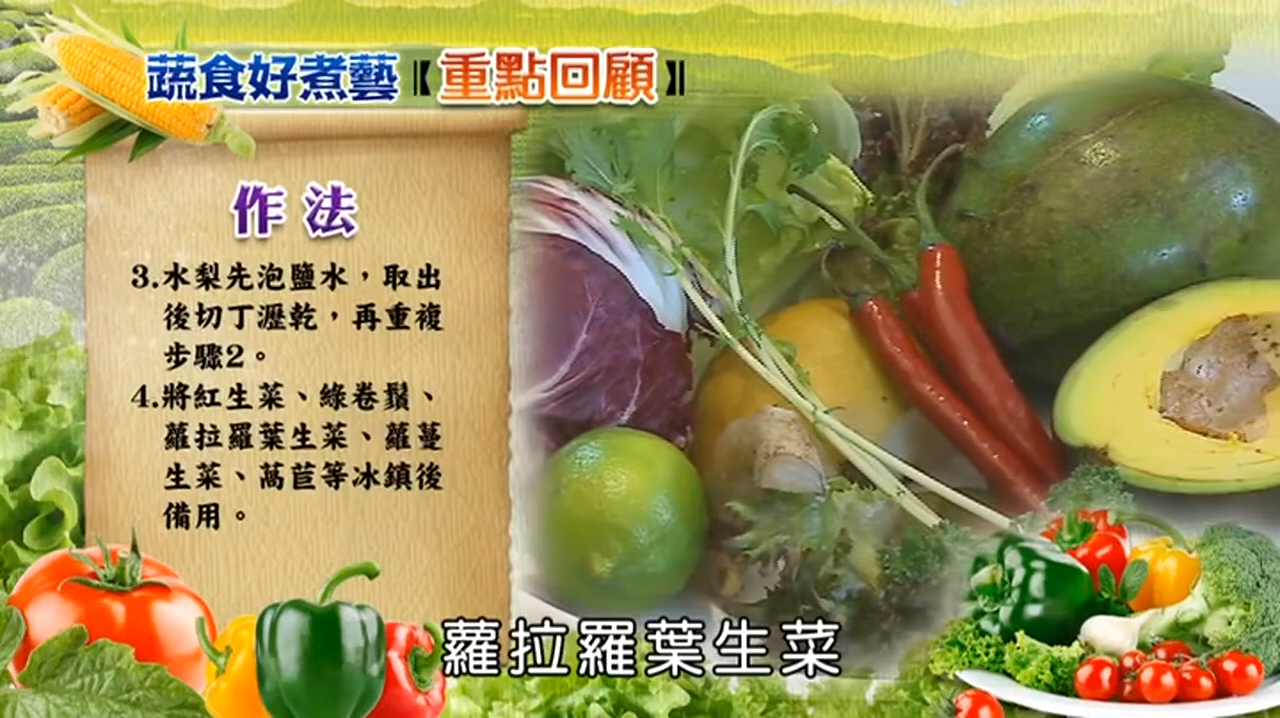 蔬食好煮藝【重點回顧】
作法
3.水梨先泡鹽水，取出
後切丁瀝乾，再重複
步驟2。
4.將紅生菜、綠卷鬚、
蘿拉羅葉生菜、蘿蔓
生菜、萵苣等冰鎮後
備用。
蘿拉羅葉生菜